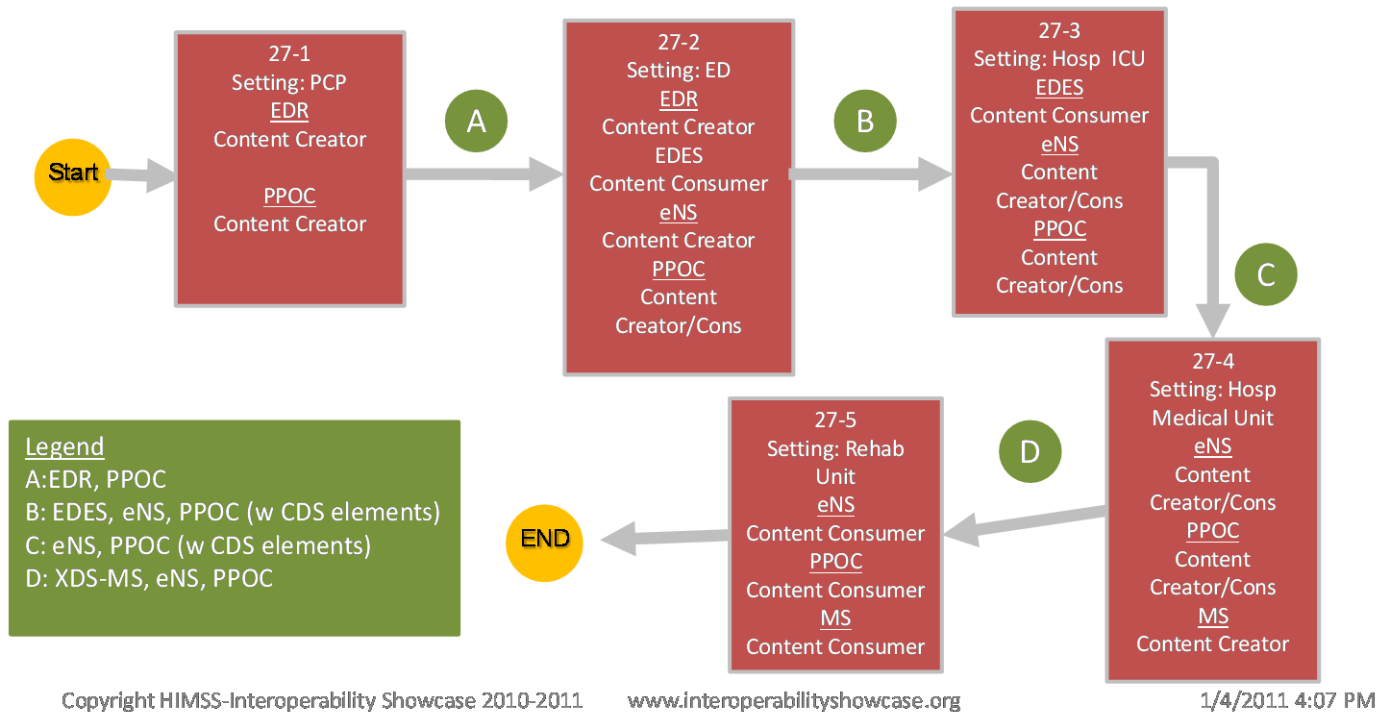 Start
27-1
Setting: PCP
EDR
Content Creator
PPOC
Content Creator
A
27-2
Setting: ED
EDR
Content Creator
EDES
Content Consumer
eNS
Content Creator
PPOC
Content
Creator/Cons
B
27-3
Setting: Hosp ICU
EDES
Content Consumer
eNS
Content
Creator/Cons
PPOC
Content
Creator/Cons
C
27-4
Setting: Hosp
Medical Unit
eNS
Content
Creator/Cons
PPOC
Content
Creator/Cons
MS
Content Creator
D
27-5
Setting: Rehab
Unit
eNS
Content Consumer
PPOC
Content Consumer
MS
Content Consumer
END
Legend
A:EDR, PPOC
B: EDES, eNS, PPOC (w CDS elements)
C: eNS, PPOC (w CDS elements)
D: XDS-MS, eNS, PPOC
Copyright HIMSS-Interoperability Showcase 2010-2011
www.interoperabilityshowcase.org
1/4/2011 4:07 PM